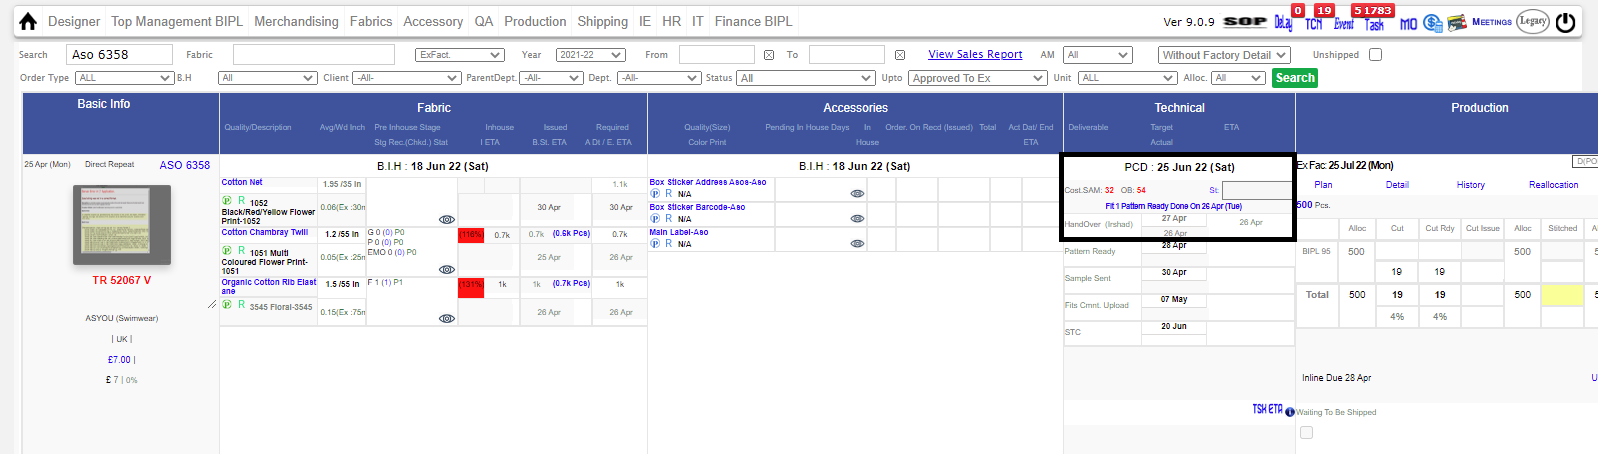 Designer Top Management BIPL Merchandising Fabrics Accessory QA Production Shipping IE HR IT Finance BIPL Ver 9.0.9 SOP Delay 0 TCN 19 Event 5 Task 1783 MO MEETINGS Legacy
Search Aso 6358 Fabric ExFact. Year 2021-22 From To View Sales Report AM All Without Factory Detail Unshipped
Order Type ALL B.H All Client -All- ParentDept. -All- Dept. -All- Status All Upto Approved To Ex Unit ALL Alloc. All Search
Basic Info Fabric Accessories Technical Production
Quality/Description Avg/Wd Inch Pre Inhouse Stage Inhouse Issued Required Quality(Size) Pending In House Days In Order. On Recd (Issued) Total Act Dat/ End Deliverable Target ETA
Stg Rec.(Chkd.) Stat I ETA B.St. ETA A Dt / E. ETA Color Print House ETA Actual
25 Apr (Mon) Direct Repeat ASO 6358
TR 52067 V
ASYOU (Swimwear)
| UK |
£7.00 |
£ 7 | 0%
B.I.H : 18 Jun 22 (Sat)
Cotton Net 1.95 /35 In 1.1k
P R 1052 Black/Red/Yellow Flower Print-1052 0.06(Ex :30m 30 Apr 30 Apr
Cotton Chambray Twill 1.2 /55 In G 0 (0) P0 (116%) 0.7k 0.7k (0.6k Pcs) 0.7k
P 0 (0) P0
EMO 0 (0) P0
P R 1051 Multi Coloured Flower Print-1051 0.05(Ex :25m 25 Apr 25 Apr
Organic Cotton Rib Elastane 1.5 /55 In F 1 (1) P1 (131%) 1k 1k (0.7k Pcs) 1k
P R 3545 Floral-3545 0.15(Ex :75m 26 Apr 26 Apr
B.I.H : 18 Jun 22 (Sat)
Box Sticker Address Asos-Aso
P R N/A
Box Sticker Barcode-Aso
P R N/A
Main Label-Aso
P R N/A
PCD : 25 Jun 22 (Sat)
Cost.SAM: 32 OB: 54 St:
Fit 1 Pattern Ready Done On 26 Apr (Tue)
HandOver (Irshad) 27 Apr 26 Apr
26 Apr
Pattern Ready 28 Apr
Sample Sent 30 Apr
Fits Cmnt. Upload 07 May
STC 20 Jun
TSK ETA
Ex Fac: 25 Jul 22 (Mon) D(PO
Plan Detail History Reallocation
500 Pcs.
Alloc Cut Cut Rdy Cut Issue Alloc Stitched
BIPL 95 500 500
19 19
Total 500 19 19 500
4% 4%
Inline Due 28 Apr U
Waiting To Be Shipped